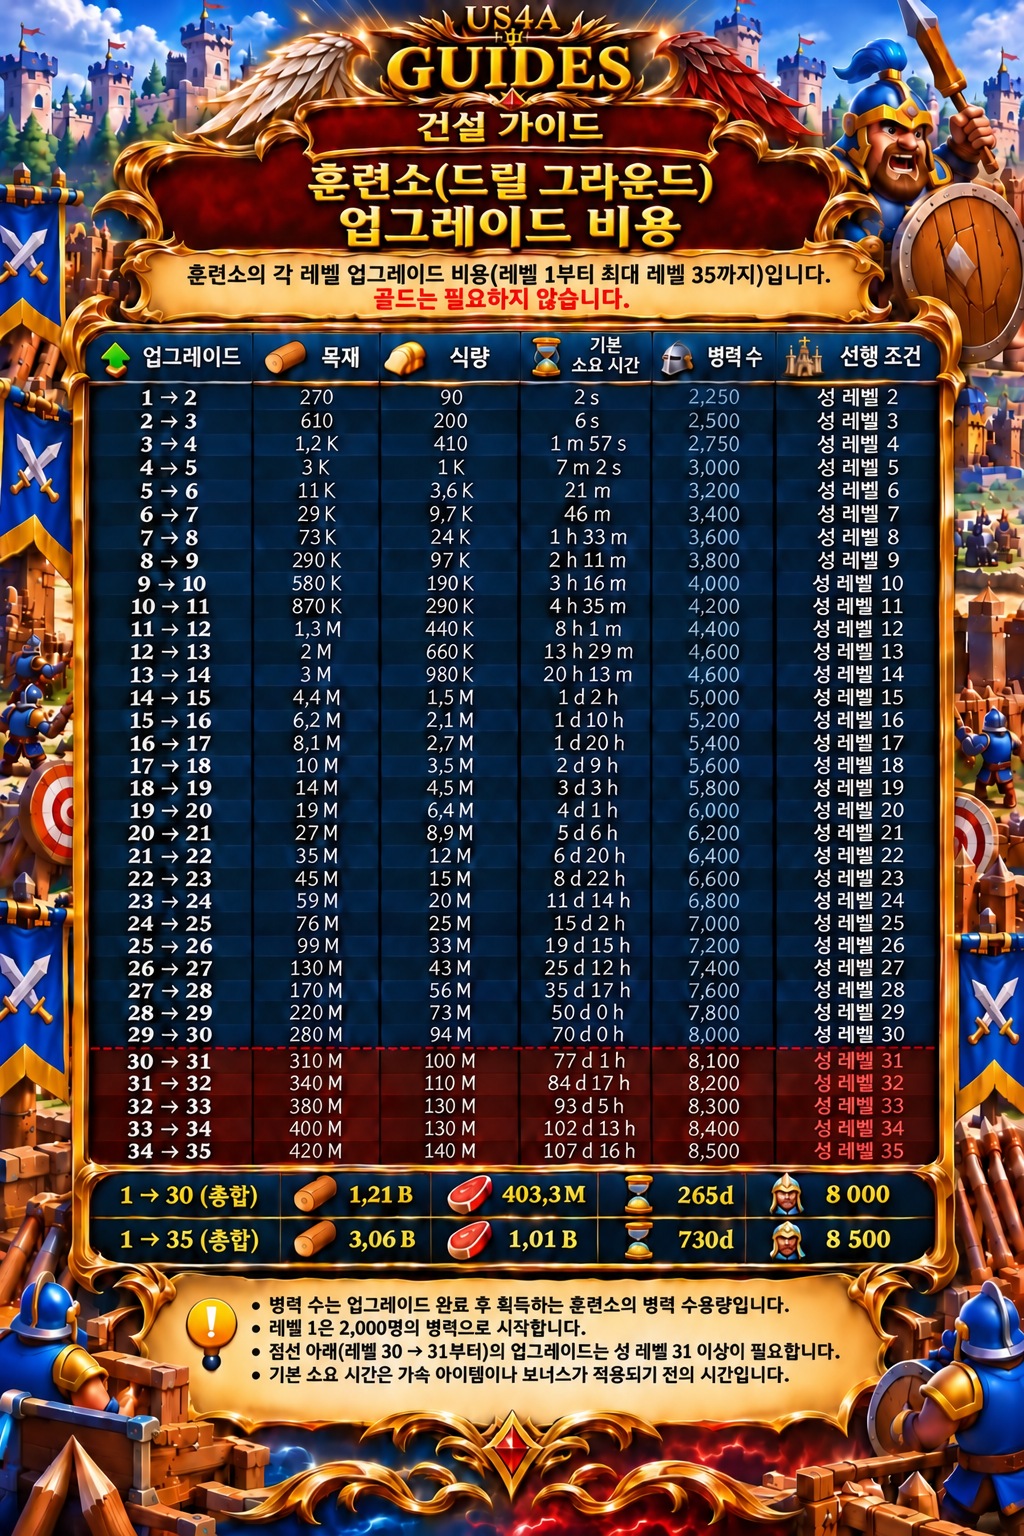 US4A
GUIDES
건설 가이드
훈련소(드릴 그라운드)
업그레이드 비용
훈련소의 각 레벨 업그레이드 비용(레벨 1부터 최대 레벨 35까지)입니다.
골드는 필요하지 않습니다.
업그레이드 목재 식량 기본 소요 시간 병력 수 선행 조건
1 → 2 270 90 2 s 2,250 성 레벨 2
2 → 3 610 200 6 s 2,500 성 레벨 3
3 → 4 1,2 K 410 1 m 57 s 2,750 성 레벨 4
4 → 5 3 K 1 K 7 m 2 s 3,000 성 레벨 5
5 → 6 11 K 3,6 K 21 m 3,200 성 레벨 6
6 → 7 29 K 9,7 K 46 m 3,400 성 레벨 7
7 → 8 73 K 24 K 1 h 33 m 3,600 성 레벨 8
8 → 9 290 K 97 K 2 h 11 m 3,800 성 레벨 9
9 → 10 580 K 190 K 3 h 16 m 4,000 성 레벨 10
10 → 11 870 K 290 K 4 h 35 m 4,200 성 레벨 11
11 → 12 1,3 M 440 K 8 h 1 m 4,400 성 레벨 12
12 → 13 2 M 660 K 13 h 29 m 4,600 성 레벨 13
13 → 14 3 M 980 K 20 h 13 m 4,600 성 레벨 14
14 → 15 4,4 M 1,5 M 1 d 2 h 5,000 성 레벨 15
15 → 16 6,2 M 2,1 M 1 d 10 h 5,200 성 레벨 16
16 → 17 8,1 M 2,7 M 1 d 20 h 5,400 성 레벨 17
17 → 18 10 M 3,5 M 2 d 9 h 5,600 성 레벨 18
18 → 19 14 M 4,5 M 3 d 3 h 5,800 성 레벨 19
19 → 20 19 M 6,4 M 4 d 1 h 6,000 성 레벨 20
20 → 21 27 M 8,9 M 5 d 6 h 6,200 성 레벨 21
21 → 22 35 M 12 M 6 d 20 h 6,400 성 레벨 22
22 → 23 45 M 15 M 8 d 22 h 6,600 성 레벨 23
23 → 24 59 M 20 M 11 d 14 h 6,800 성 레벨 24
24 → 25 76 M 25 M 15 d 2 h 7,000 성 레벨 25
25 → 26 99 M 33 M 19 d 15 h 7,200 성 레벨 26
26 → 27 130 M 43 M 25 d 12 h 7,400 성 레벨 27
27 → 28 170 M 56 M 35 d 17 h 7,600 성 레벨 28
28 → 29 220 M 73 M 50 d 0 h 7,800 성 레벨 29
29 → 30 280 M 94 M 70 d 0 h 8,000 성 레벨 30
30 → 31 310 M 100 M 77 d 1 h 8,100 성 레벨 31
31 → 32 340 M 110 M 84 d 17 h 8,200 성 레벨 32
32 → 33 380 M 130 M 93 d 5 h 8,300 성 레벨 33
33 → 34 400 M 130 M 102 d 13 h 8,400 성 레벨 34
34 → 35 420 M 140 M 107 d 16 h 8,500 성 레벨 35
1 → 30 (총합) 1,21 B 403,3 M 265d 8 000
1 → 35 (총합) 3,06 B 1,01 B 730d 8 500
• 병력 수는 업그레이드 완료 후 획득하는 훈련소의 병력 수용량입니다.
• 레벨 1은 2,000명의 병력으로 시작합니다.
• 점선 아래(레벨 30 → 31부터)의 업그레이드는 성 레벨 31 이상이 필요합니다.
• 기본 소요 시간은 가속 아이템이나 보너스가 적용되기 전의 시간입니다.